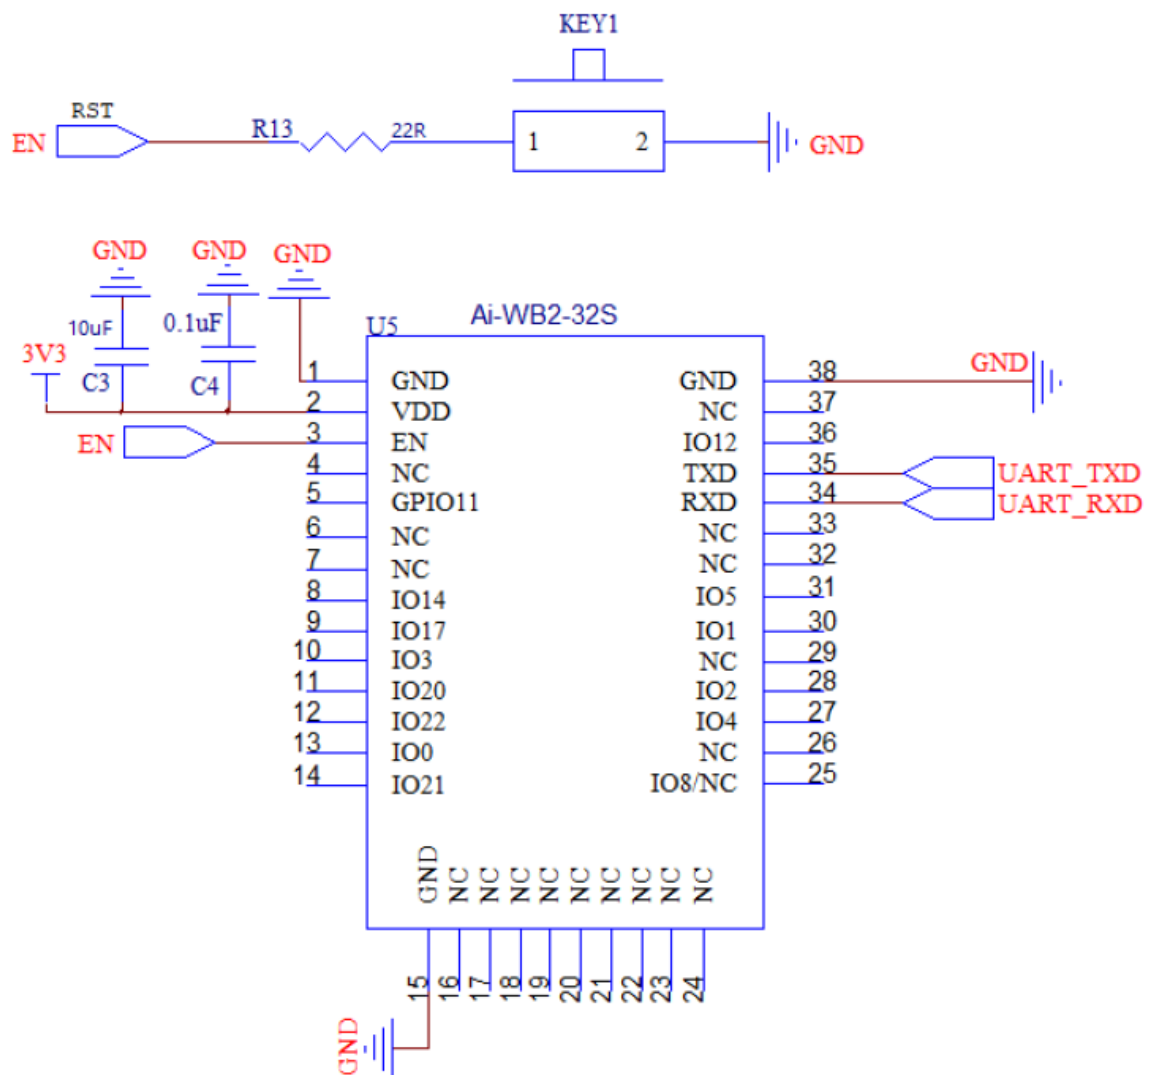 KEY1
RST
EN
R13
22R
1
2
GND
GND
GND
GND
10uF
0.1uF
3V3
C3
C4
U5
Ai-WB2-32S
1 GND
2 VDD
EN
3 EN
4 NC
5 GPIO11
6 NC
7 NC
8 IO14
9 IO17
10 IO3
11 IO20
12 IO22
13 IO0
14 IO21
GND 38
GND
NC 37
IO12 36
TXD 35
UART_TXD
RXD 34
UART_RXD
NC 33
NC 32
IO5 31
IO1 30
NC 29
IO2 28
IO4 27
NC 26
IO8/NC 25
GND NC NC NC NC NC NC NC NC NC
15 16 17 18 19 20 21 22 23 24
GND